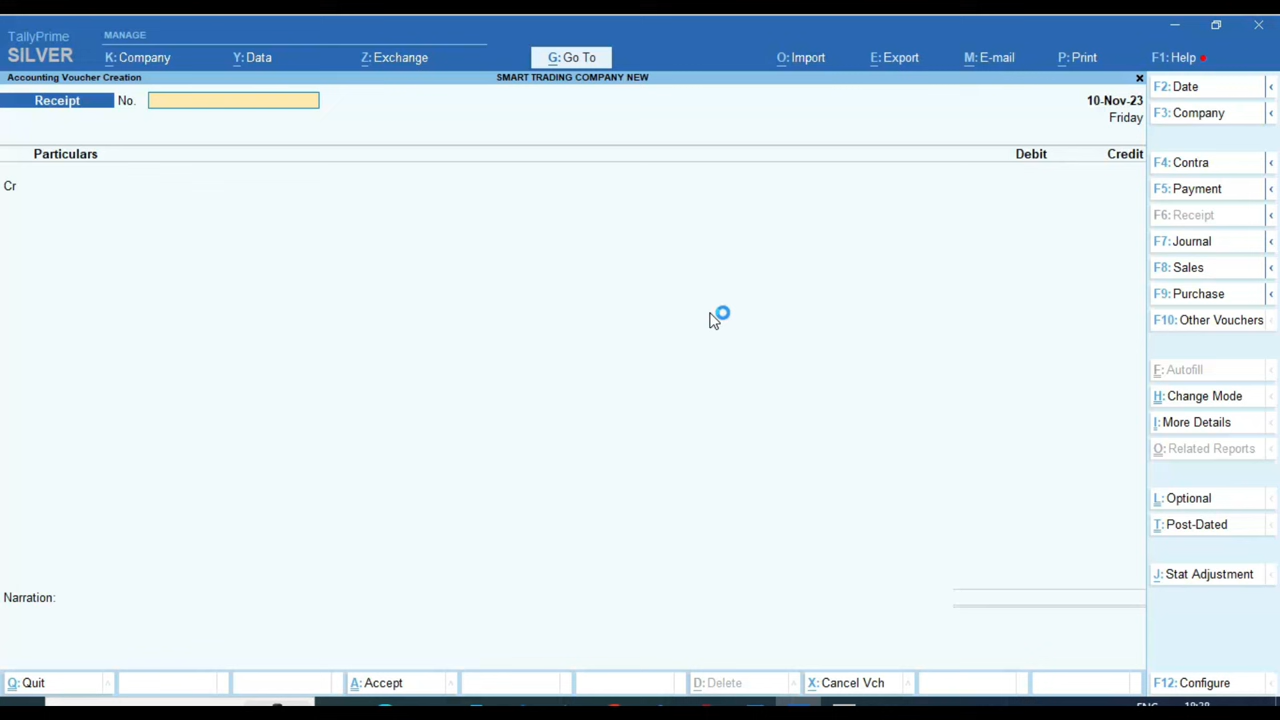 TallyPrime
SILVER
MANAGE
K: Company
Y: Data
Z: Exchange
G: Go To
O: Import
E: Export
M: E-mail
P: Print
F1: Help
Accounting Voucher Creation
SMART TRADING COMPANY NEW
Receipt No.
10-Nov-23
Friday
Particulars
Debit
Credit
Cr
Narration:
F2: Date
F3: Company
F4: Contra
F5: Payment
F6: Receipt
F7: Journal
F8: Sales
F9: Purchase
F10: Other Vouchers
F: Autofill
H: Change Mode
I: More Details
O: Related Reports
L: Optional
T: Post-Dated
J: Stat Adjustment
Q: Quit
A: Accept
D: Delete
X: Cancel Vch
F12: Configure